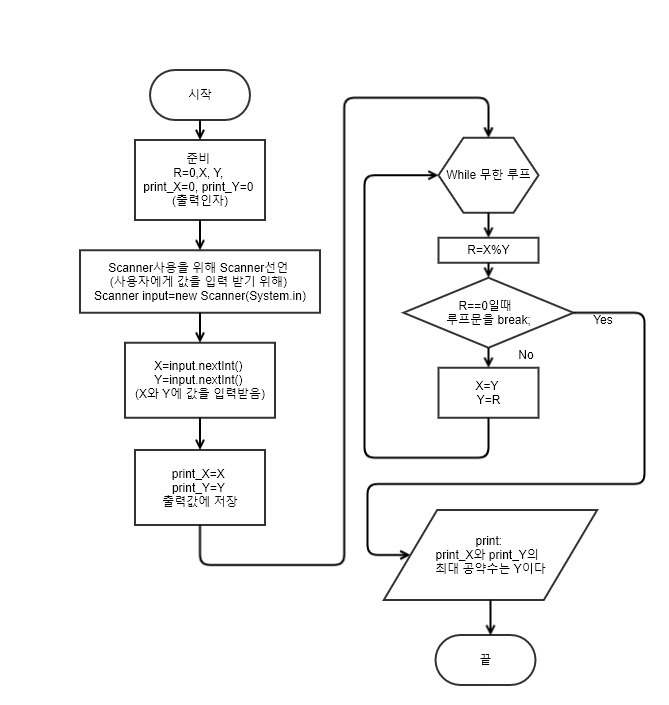 시작
준비
R=0,X, Y,
print_X=0, print_Y=0
(출력인자)
Scanner사용을 위해 Scanner선언
(사용자에게 값을 입력 받기 위해)
Scanner input=new Scanner(System.in)
X=input.nextInt()
Y=input.nextInt()
(X와 Y에 값을 입력받음)
print_X=X
print_Y=Y
출력값에 저장
While 무한 루프
R=X%Y
R==0일때
루프문을 break;
Yes
No
X=Y
Y=R
print:
print_X와 print_Y의
최대 공약수는 Y이다
끝